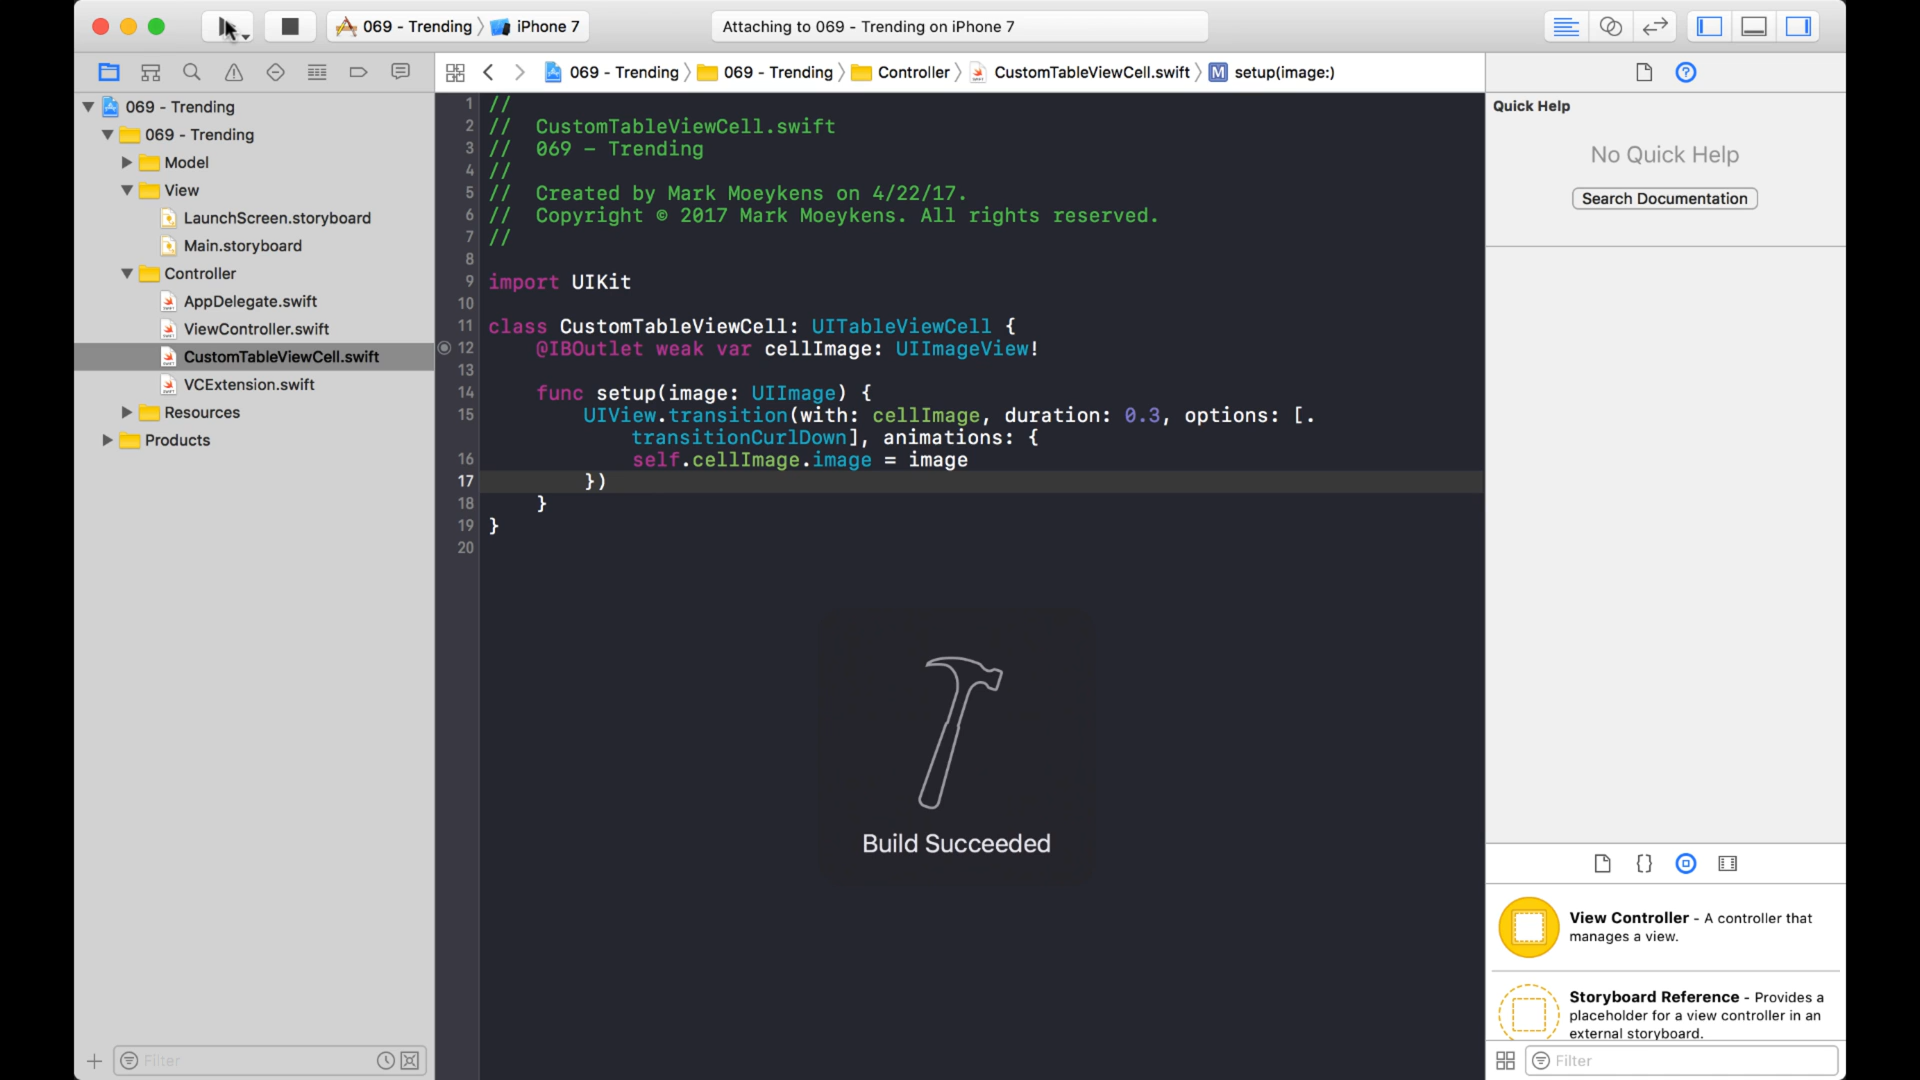 069 - Trending
iPhone 7
Attaching to 069 - Trending on iPhone 7
069 - Trending
069 - Trending
Controller
CustomTableViewCell.swift
M
setup(image:)
069 - Trending
069 - Trending
Model
View
LaunchScreen.storyboard
Main.storyboard
Controller
AppDelegate.swift
ViewController.swift
CustomTableViewCell.swift
VCExtension.swift
Resources
Products
Filter
1 //
2 //  CustomTableViewCell.swift
3 //  069 - Trending
4 //
5 //  Created by Mark Moeykens on 4/22/17.
6 //  Copyright © 2017 Mark Moeykens. All rights reserved.
7 //
8
9 import UIKit
10
11 class CustomTableViewCell: UITableViewCell {
12     @IBOutlet weak var cellImage: UIImageView!
13
14     func setup(image: UIImage) {
15         UIView.transition(with: cellImage, duration: 0.3, options: [.
transitionCurlDown], animations: {
16             self.cellImage.image = image
17         })
18     }
19 }
20
Build Succeeded
Quick Help
No Quick Help
Search Documentation
{}
View Controller - A controller that
manages a view.
Storyboard Reference - Provides a
placeholder for a view controller in an
external storyboard.
Filter